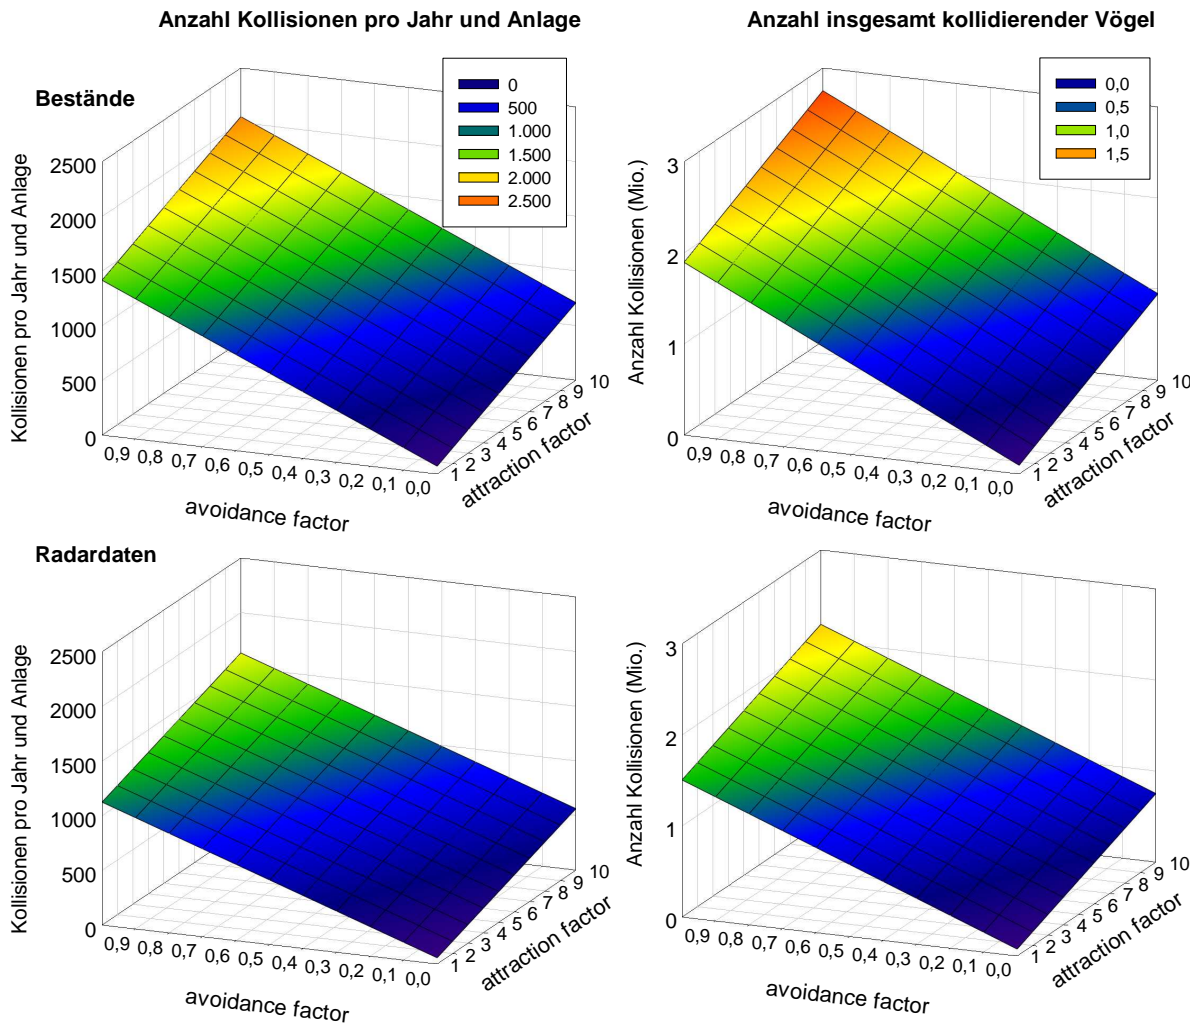 Anzahl Kollisionen pro Jahr und Anlage
Anzahl insgesamt kollidierender Vögel
Bestände
0
500
1.000
1.500
2.000
2.500
Kollisionen pro Jahr und Anlage
2500
2000
1500
1000
500
0
0,9 0,8 0,7 0,6 0,5 0,4 0,3 0,2 0,1 0,0
avoidance factor
1 2 3 4 5 6 7 8 9 10
attraction factor
0,0
0,5
1,0
1,5
Anzahl Kollisionen (Mio.)
3
2
1
0
0,9 0,8 0,7 0,6 0,5 0,4 0,3 0,2 0,1 0,0
avoidance factor
1 2 3 4 5 6 7 8 9 10
attraction factor
Radardaten
Kollisionen pro Jahr und Anlage
2500
2000
1500
1000
500
0
0,9 0,8 0,7 0,6 0,5 0,4 0,3 0,2 0,1 0,0
avoidance factor
1 2 3 4 5 6 7 8 9 10
attraction factor
Anzahl Kollisionen (Mio.)
3
2
1
0
0,9 0,8 0,7 0,6 0,5 0,4 0,3 0,2 0,1 0,0
avoidance factor
1 2 3 4 5 6 7 8 9 10
attraction factor